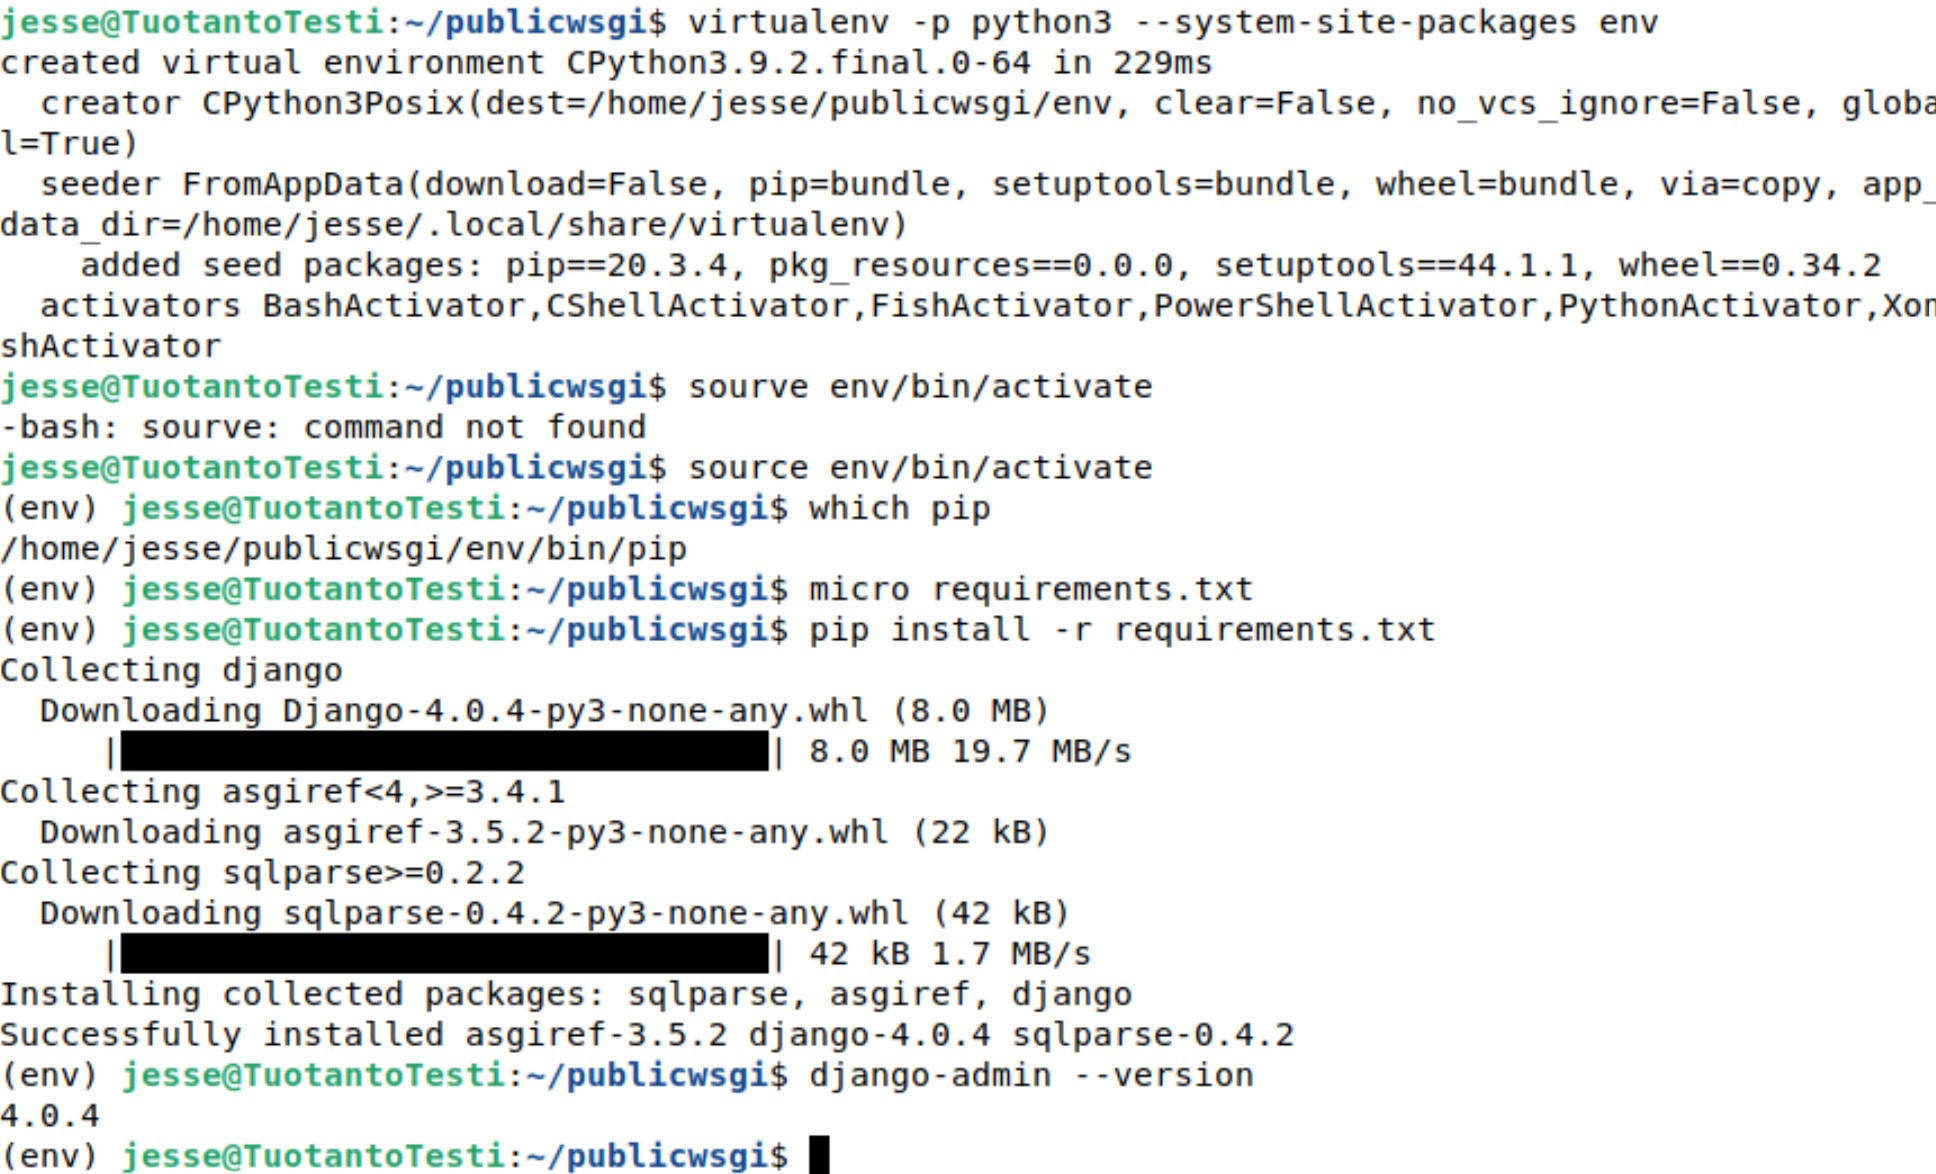 jesse@TuotantoTesti:~/publicwsgi$ virtualenv -p python3 --system-site-packages env
created virtual environment CPython3.9.2.final.0-64 in 229ms
  creator CPython3Posix(dest=/home/jesse/publicwsgi/env, clear=False, no_vcs_ignore=False, globa
l=True)
  seeder FromAppData(download=False, pip=bundle, setuptools=bundle, wheel=bundle, via=copy, app_
data_dir=/home/jesse/.local/share/virtualenv)
    added seed packages: pip==20.3.4, pkg_resources==0.0.0, setuptools==44.1.1, wheel==0.34.2
  activators BashActivator,CShellActivator,FishActivator,PowerShellActivator,PythonActivator,Xon
shActivator
jesse@TuotantoTesti:~/publicwsgi$ sourve env/bin/activate
-bash: sourve: command not found
jesse@TuotantoTesti:~/publicwsgi$ source env/bin/activate
(env) jesse@TuotantoTesti:~/publicwsgi$ which pip
/home/jesse/publicwsgi/env/bin/pip
(env) jesse@TuotantoTesti:~/publicwsgi$ micro requirements.txt
(env) jesse@TuotantoTesti:~/publicwsgi$ pip install -r requirements.txt
Collecting django
  Downloading Django-4.0.4-py3-none-any.whl (8.0 MB)
     |████████████████████████████████| 8.0 MB 19.7 MB/s
Collecting asgiref<4,>=3.4.1
  Downloading asgiref-3.5.2-py3-none-any.whl (22 kB)
Collecting sqlparse>=0.2.2
  Downloading sqlparse-0.4.2-py3-none-any.whl (42 kB)
     |████████████████████████████████| 42 kB 1.7 MB/s
Installing collected packages: sqlparse, asgiref, django
Successfully installed asgiref-3.5.2 django-4.0.4 sqlparse-0.4.2
(env) jesse@TuotantoTesti:~/publicwsgi$ django-admin --version
4.0.4
(env) jesse@TuotantoTesti:~/publicwsgi$